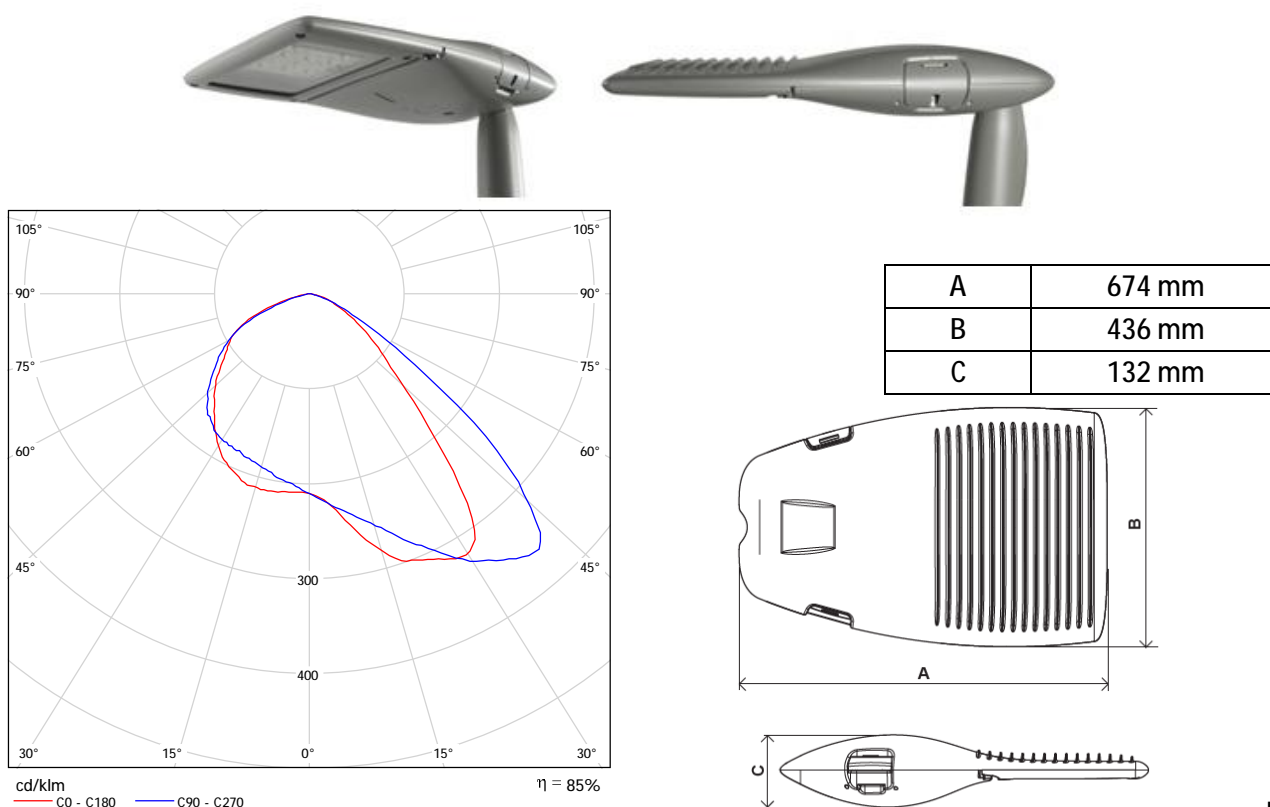 105° 105°
90° 90°
75° 75°
60° 60°
45° 45°
300
400
30° 15° 0° 15° 30°
cd/klm η = 85%
C0 - C180 C90 - C270
A 674 mm
B 436 mm
C 132 mm
B
A
C